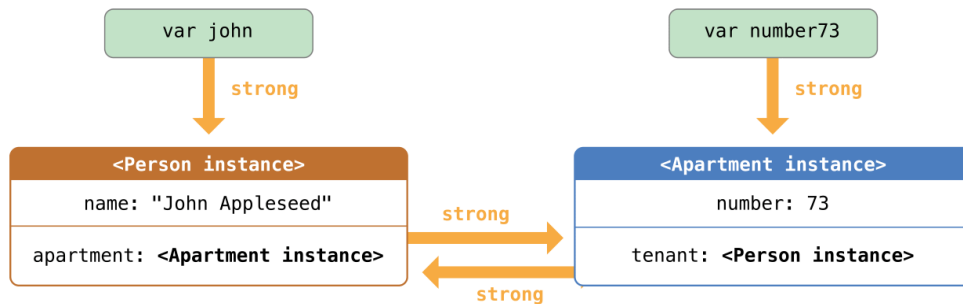 var john
var number73
strong
strong
<Person instance>
<Apartment instance>
name: "John Appleseed"
number: 73
strong
apartment: <Apartment instance>
tenant: <Person instance>
strong